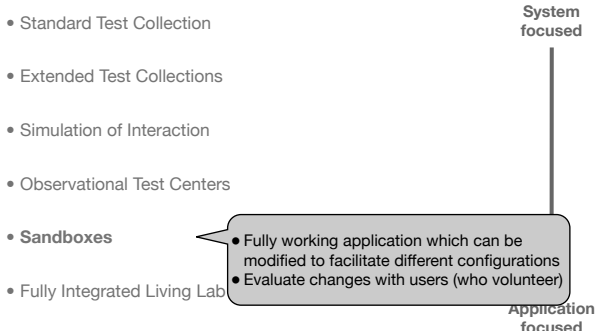 • Standard Test Collection
System
focused
• Extended Test Collections
• Simulation of Interaction
• Observational Test Centers
• Sandboxes
• Fully working application which can be
modified to facilitate different configurations
• Evaluate changes with users (who volunteer)
• Fully Integrated Living Lab
Application
focused